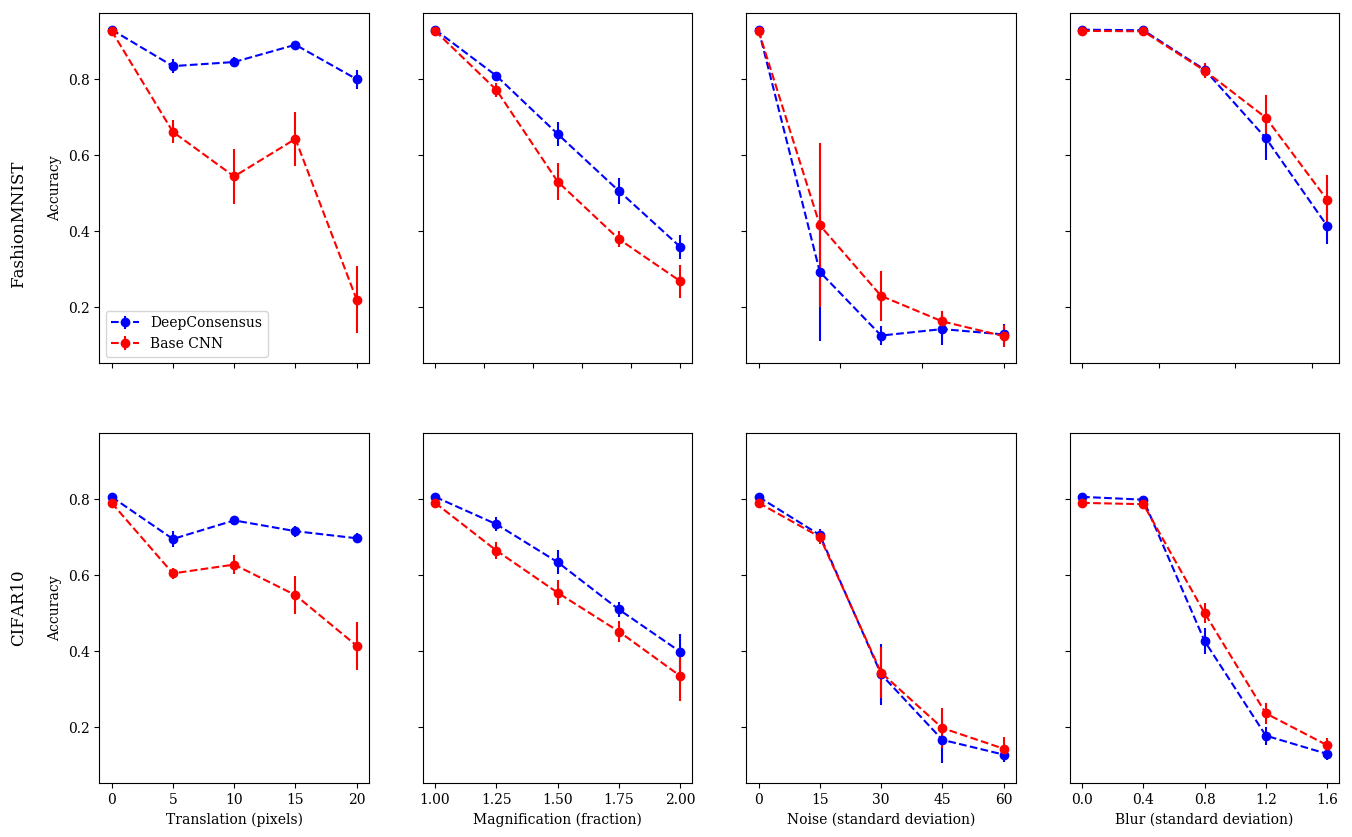 FashionMNIST
Accuracy
0.8
0.6
0.4
0.2
DeepConsensus
Base CNN
CIFAR10
Accuracy
0.8
0.6
0.4
0.2
0 5 10 15 20
Translation (pixels)
1.00 1.25 1.50 1.75 2.00
Magnification (fraction)
0 15 30 45 60
Noise (standard deviation)
0.0 0.4 0.8 1.2 1.6
Blur (standard deviation)